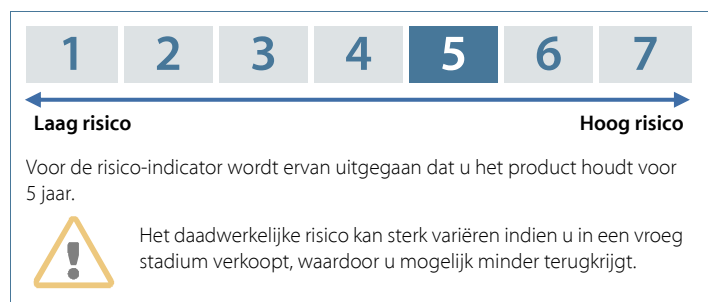 1 2 3 4 5 6 7
Laag risico Hoog risico
Voor de risico-indicator wordt ervan uitgegaan dat u het product houdt voor
5 jaar.
Het daadwerkelijke risico kan sterk variëren indien u in een vroeg
stadium verkoopt, waardoor u mogelijk minder terugkrijgt.